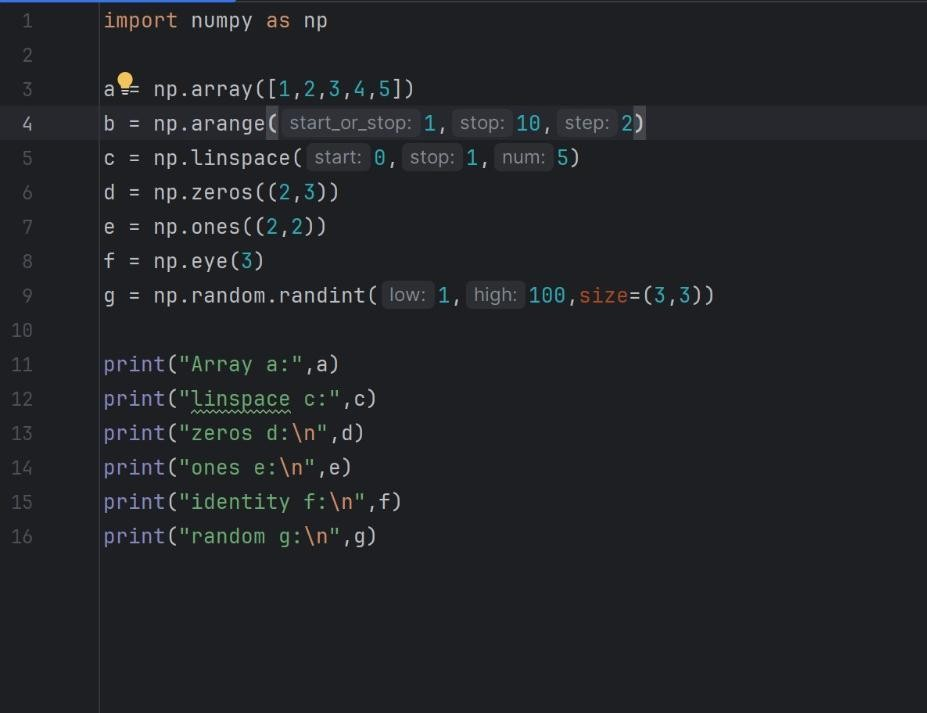 1 import numpy as np
2
3 a = np.array([1,2,3,4,5])
4 b = np.arange( start_or_stop: 1, stop: 10, step: 2)
5 c = np.linspace( start: 0, stop: 1, num: 5)
6 d = np.zeros((2,3))
7 e = np.ones((2,2))
8 f = np.eye(3)
9 g = np.random.randint( low: 1, high: 100,size=(3,3))
10
11 print("Array a:",a)
12 print("linspace c:",c)
13 print("zeros d:\n",d)
14 print("ones e:\n",e)
15 print("identity f:\n",f)
16 print("random g:\n",g)